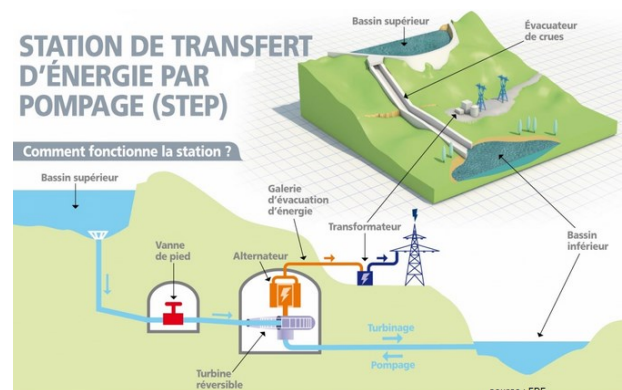 STATION DE TRANSFERT
D'ÉNERGIE PAR
POMPAGE (STEP)
Bassin supérieur
Évacuateur
de crues
Comment fonctionne la station ?
Bassin supérieur
Galerie
d'évacuation
d'énergie
Transformateur
Vanne
de pied
Alternateur
Bassin
inférieur
Turbinage
Pompage
Turbine
réversible